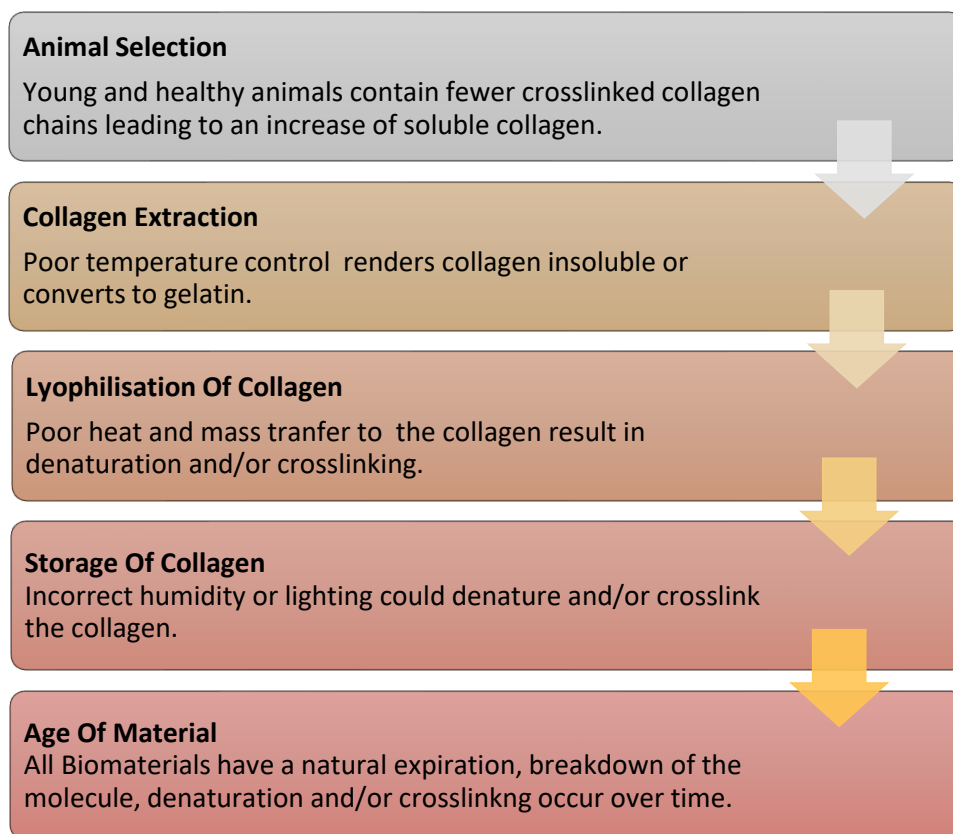 Animal Selection
Young and healthy animals contain fewer crosslinked collagen
chains leading to an increase of soluble collagen.
Collagen Extraction
Poor temperature control  renders collagen insoluble or
converts to gelatin.
Lyophilisation Of Collagen
Poor heat and mass tranfer to  the collagen result in
denaturation and/or crosslinking.
Storage Of Collagen
Incorrect humidity or lighting could denature and/or crosslink
the collagen.
Age Of Material
All Biomaterials have a natural expiration, breakdown of the
molecule, denaturation and/or crosslinkng occur over time.